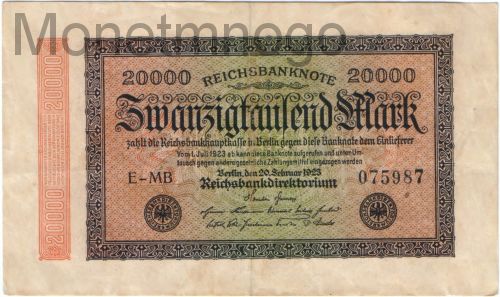 Monetmnogo
20000 REICHSBANKNOTE 20000
Zwanzigtausend Mark
zahlt die Reichsbankhauptkasse in Berlin gegen diese Banknote dem Einlieferer
Vom 1. Juli 1923 ab kann diese Banknote aufgerufen und unter Um-
tausch gegen andere gesetzliche Zahlungsmittel eingezogen werden
Berlin, den 20. Februar 1923
E-MB 075987
Reichsbankdirektorium
20000
20000